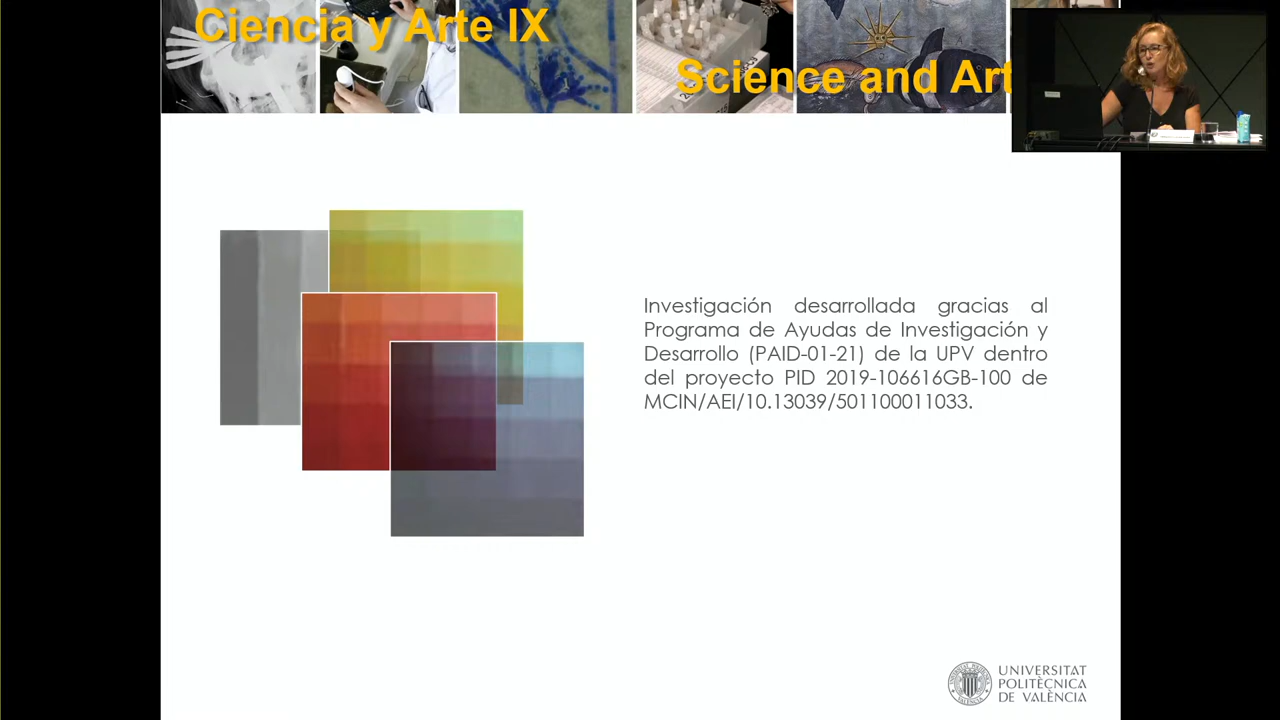 Ciencia y Arte IX
Science and Art
Investigación desarrollada gracias al
Programa de Ayudas de Investigación y
Desarrollo (PAID-01-21) de la UPV dentro
del proyecto PID 2019-106616GB-100 de
MCIN/AEI/10.13039/501100011033.
UNIVERSITAT
POLITÈCNICA
DE VALÈNCIA